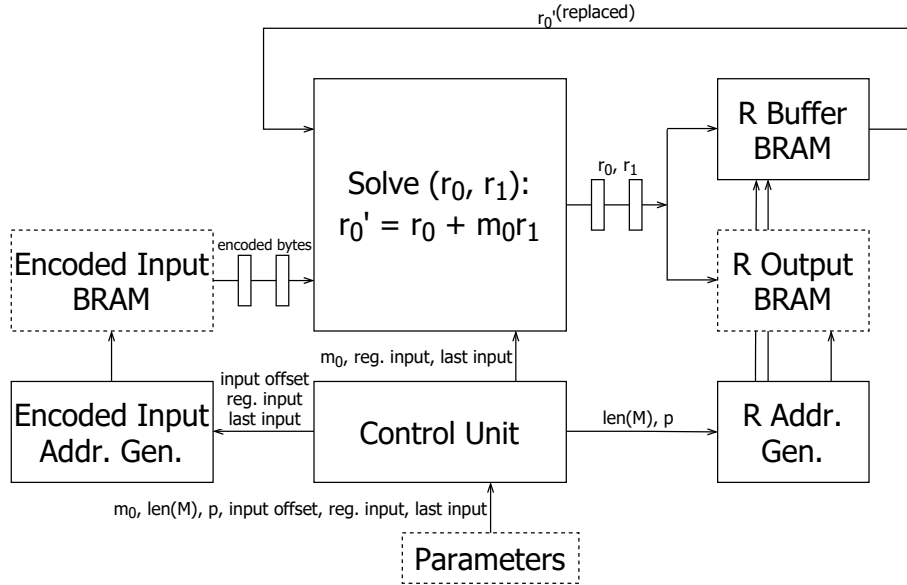 r₀'(replaced)
R Buffer
BRAM
Solve (r₀, r₁):
r₀' = r₀ + m₀r₁
r₀, r₁
encoded bytes
Encoded Input
BRAM
R Output
BRAM
m₀, reg. input, last input
input offset
reg. input
last input
Encoded Input
Addr. Gen.
Control Unit
len(M), p
R Addr.
Gen.
m₀, len(M), p, input offset, reg. input, last input
Parameters